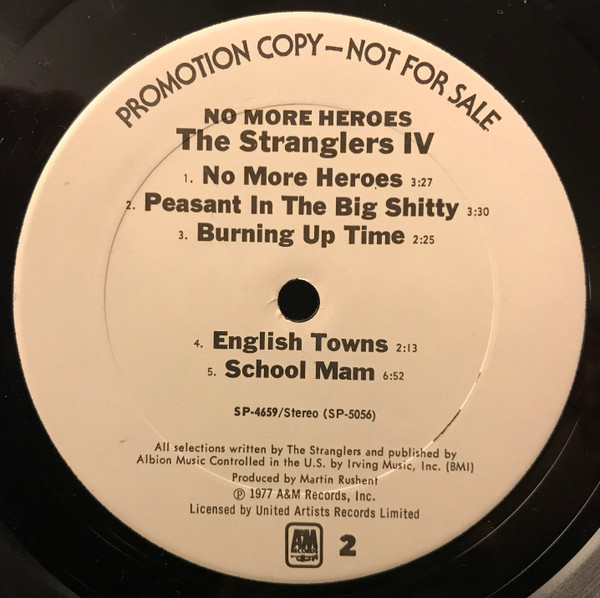 PROMOTION COPY—NOT FOR SALE
NO MORE HEROES
The Stranglers IV
1. No More Heroes 3:27
2. Peasant In The Big Shitty 3:30
3. Burning Up Time 2:25
4. English Towns 2:13
5. School Mam 6:52
SP-4659/Stereo (SP-5056)
All selections written by The Stranglers and published by
Albion Music Controlled in the U.S. by Irving Music, Inc. (BMI)
Produced by Martin Rushent
℗ 1977 A&M Records, Inc.
Licensed by United Artists Records Limited
A&M RECORDS 2